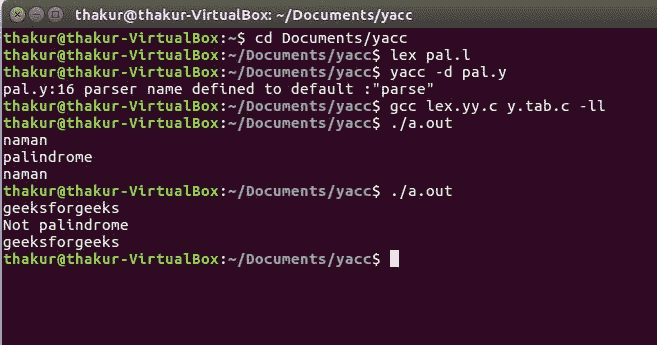 thakur@thakur-VirtualBox: ~/Documents/yacc
thakur@thakur-VirtualBox:~$ cd Documents/yacc
thakur@thakur-VirtualBox:~/Documents/yacc$ lex pal.l
thakur@thakur-VirtualBox:~/Documents/yacc$ yacc -d pal.y
pal.y:16 parser name defined to default :"parse"
thakur@thakur-VirtualBox:~/Documents/yacc$ gcc lex.yy.c y.tab.c -ll
thakur@thakur-VirtualBox:~/Documents/yacc$ ./a.out
naman
palindrome
naman
thakur@thakur-VirtualBox:~/Documents/yacc$ ./a.out
geeksforgeeks
Not palindrome
geeksforgeeks
thakur@thakur-VirtualBox:~/Documents/yacc$